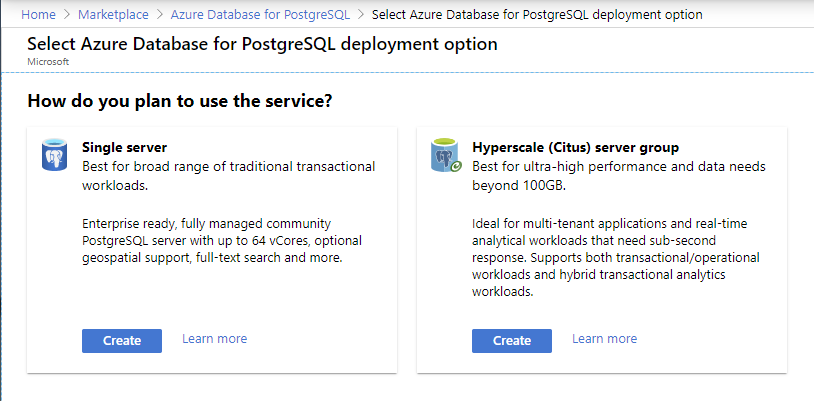 Home > Marketplace > Azure Database for PostgreSQL > Select Azure Database for PostgreSQL deployment option
Select Azure Database for PostgreSQL deployment option
Microsoft
How do you plan to use the service?
Single server
Best for broad range of traditional transactional
workloads.
Enterprise ready, fully managed community
PostgreSQL server with up to 64 vCores, optional
geospatial support, full-text search and more.
Create
Learn more
Hyperscale (Citus) server group
Best for ultra-high performance and data needs
beyond 100GB.
Ideal for multi-tenant applications and real-time
analytical workloads that need sub-second
response. Supports both transactional/operational
workloads and hybrid transactional analytics
workloads.
Create
Learn more